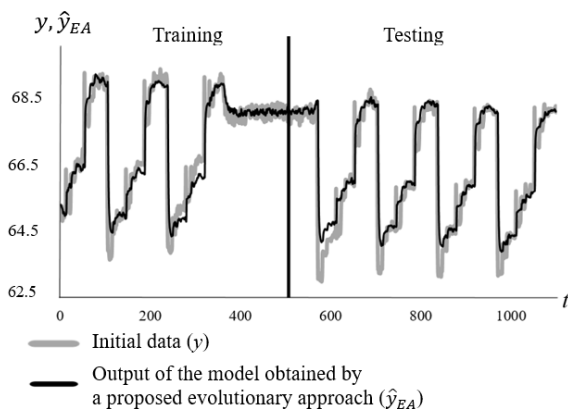 y, ŷ_EA
Training
Testing
68.5
66.5
64.5
62.5
0
200
400
600
800
1000
t
Initial data (y)
Output of the model obtained by
a proposed evolutionary approach (ŷ_EA)